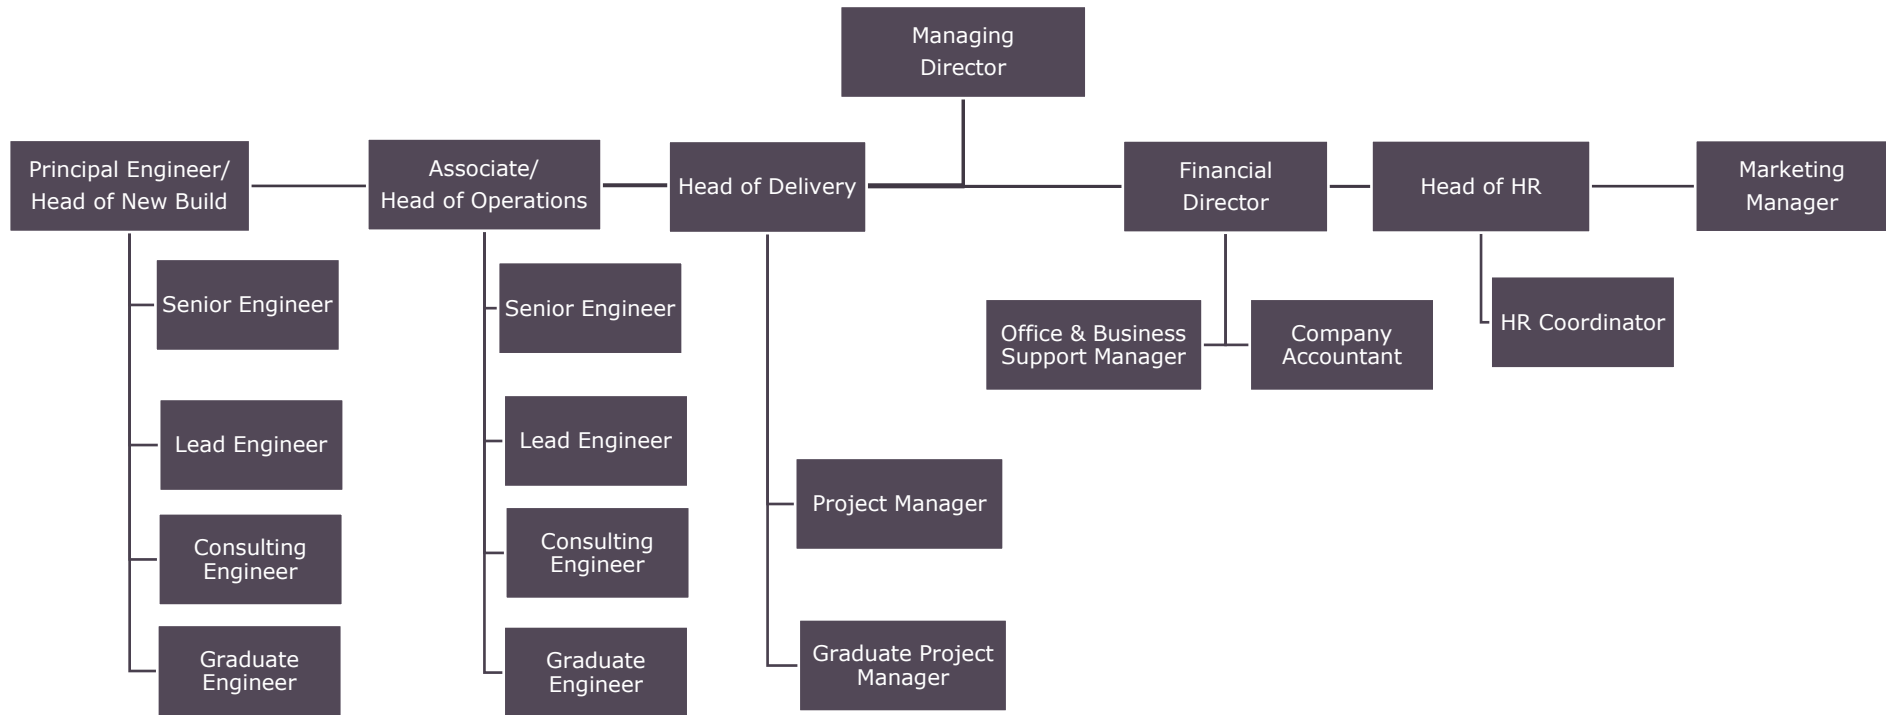 Managing
Director
Principal Engineer/
Head of New Build
Associate/
Head of Operations
Head of Delivery
Financial
Director
Head of HR
Marketing
Manager
Senior Engineer
Lead Engineer
Consulting
Engineer
Graduate
Engineer
Senior Engineer
Lead Engineer
Consulting
Engineer
Graduate
Engineer
Project Manager
Graduate Project
Manager
Office & Business
Support Manager
Company
Accountant
HR Coordinator